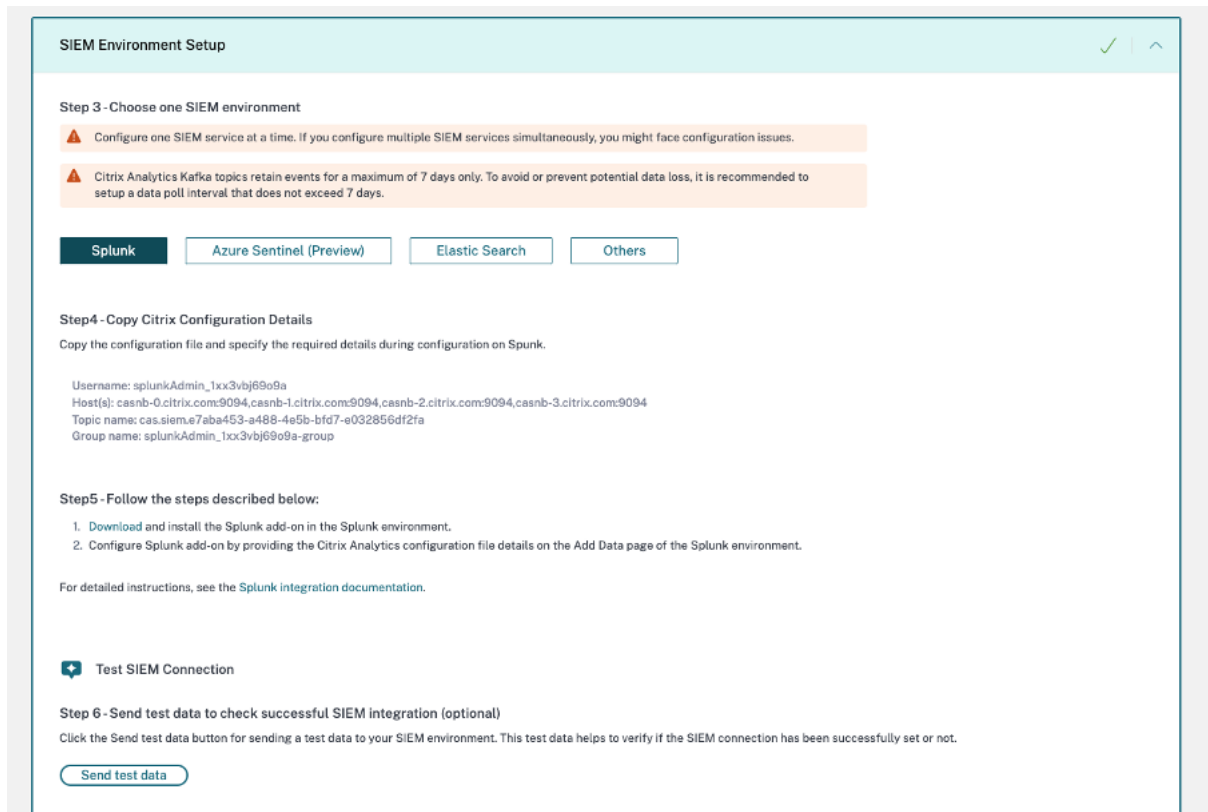 SIEM Environment Setup
Step 3 - Choose one SIEM environment
Configure one SIEM service at a time. If you configure multiple SIEM services simultaneously, you might face configuration issues.
Citrix Analytics Kafka topics retain events for a maximum of 7 days only. To avoid or prevent potential data loss, it is recommended to
setup a data poll interval that does not exceed 7 days.
Splunk Azure Sentinel (Preview) Elastic Search Others
Step4 - Copy Citrix Configuration Details
Copy the configuration file and specify the required details during configuration on Spunk.
Username: splunkAdmin_1xx3vbj69o9a
Host(s): casnb-0.citrix.com:9094,casnb-1.citrix.com:9094,casnb-2.citrix.com:9094,casnb-3.citrix.com:9094
Topic name: cas.siem.e7aba453-a488-4e5b-bfd7-e032856df2fa
Group name: splunkAdmin_1xx3vbj69o9a-group
Step5 - Follow the steps described below:
1. Download and install the Splunk add-on in the Splunk environment.
2. Configure Splunk add-on by providing the Citrix Analytics configuration file details on the Add Data page of the Splunk environment.
For detailed instructions, see the Splunk integration documentation.
Test SIEM Connection
Step 6 - Send test data to check successful SIEM integration (optional)
Click the Send test data button for sending a test data to your SIEM environment. This test data helps to verify if the SIEM connection has been successfully set or not.
Send test data